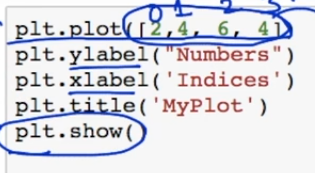 0 1 2 3
plt.plot([2,4, 6, 4])
plt.ylabel("Numbers")
plt.xlabel('Indices')
plt.title('MyPlot')
plt.show()